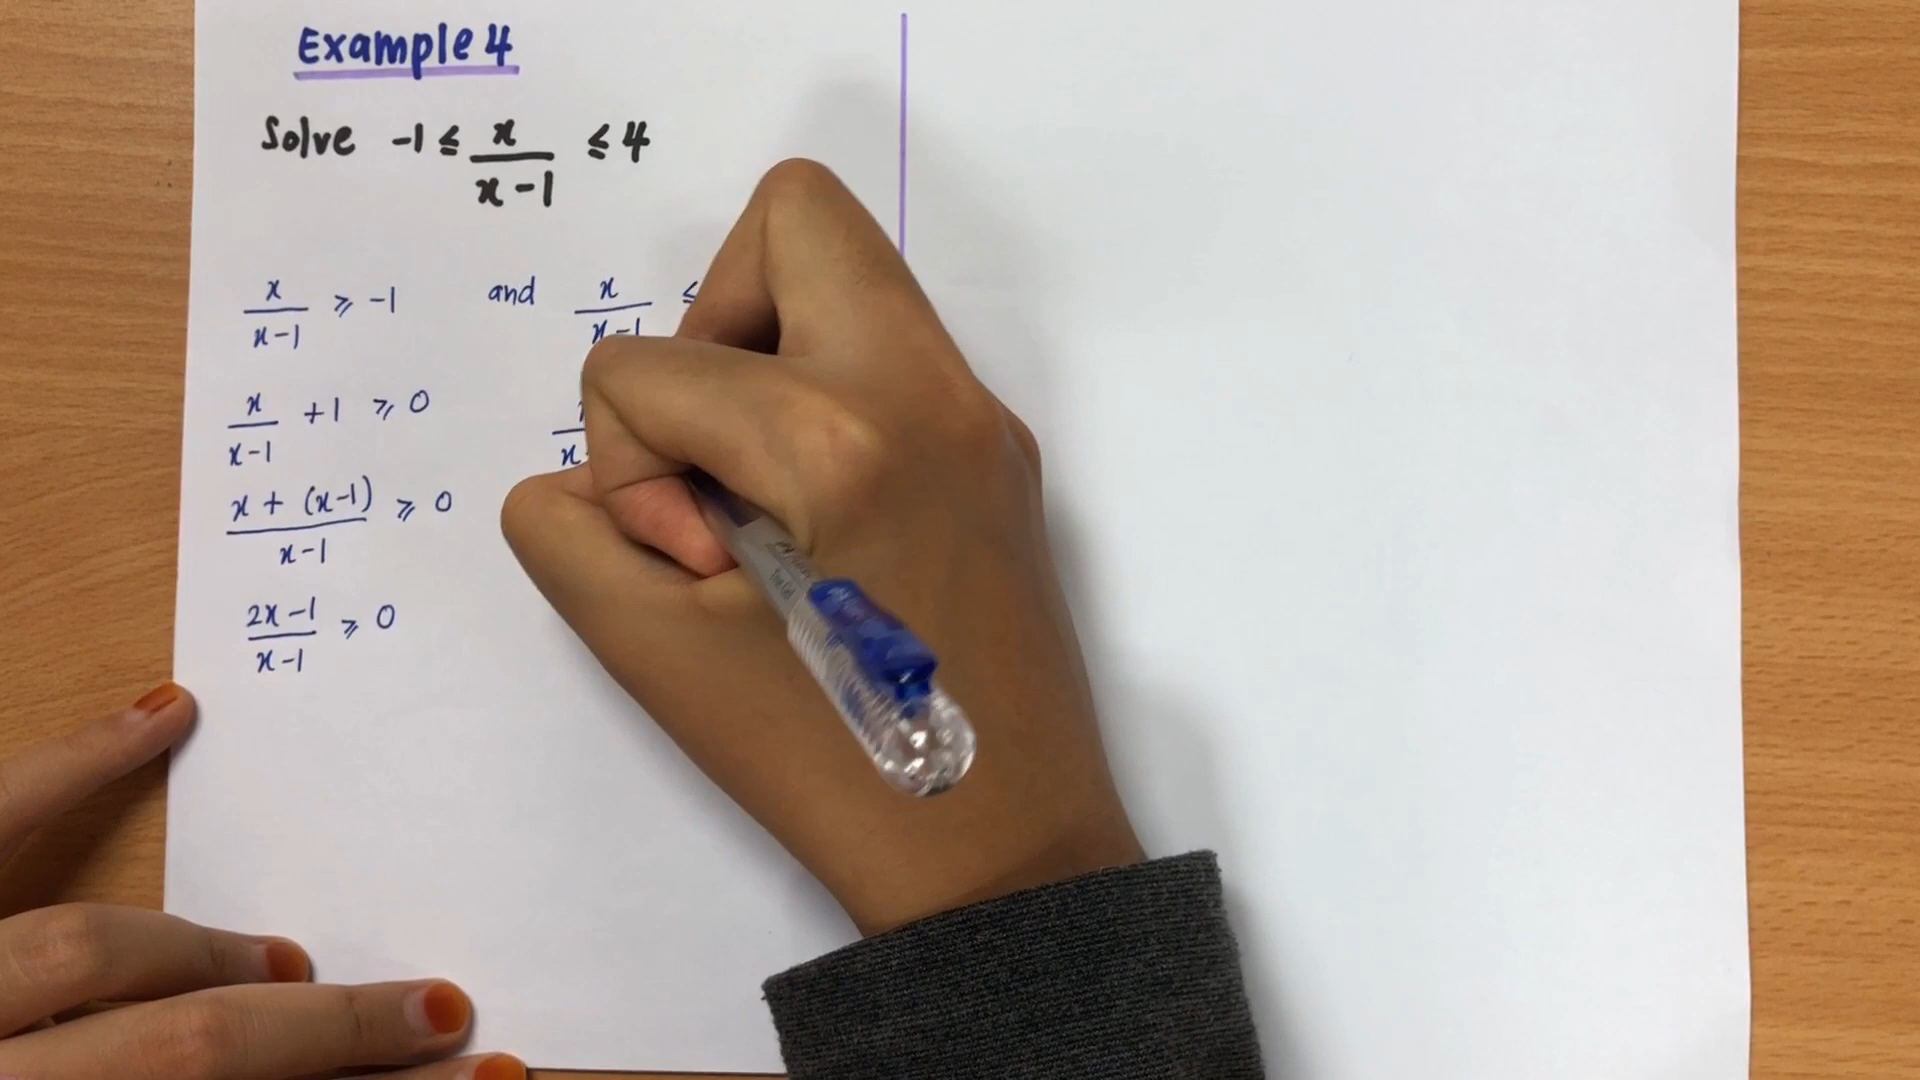 Example 4
Solve -1 ≤ x/(x-1) ≤ 4
x/(x-1) ⩾ -1 and x/(x-1) ≤
x/(x-1) +1 ⩾ 0
x + (x-1)/(x-1) ⩾ 0
2x-1/(x-1) ⩾ 0